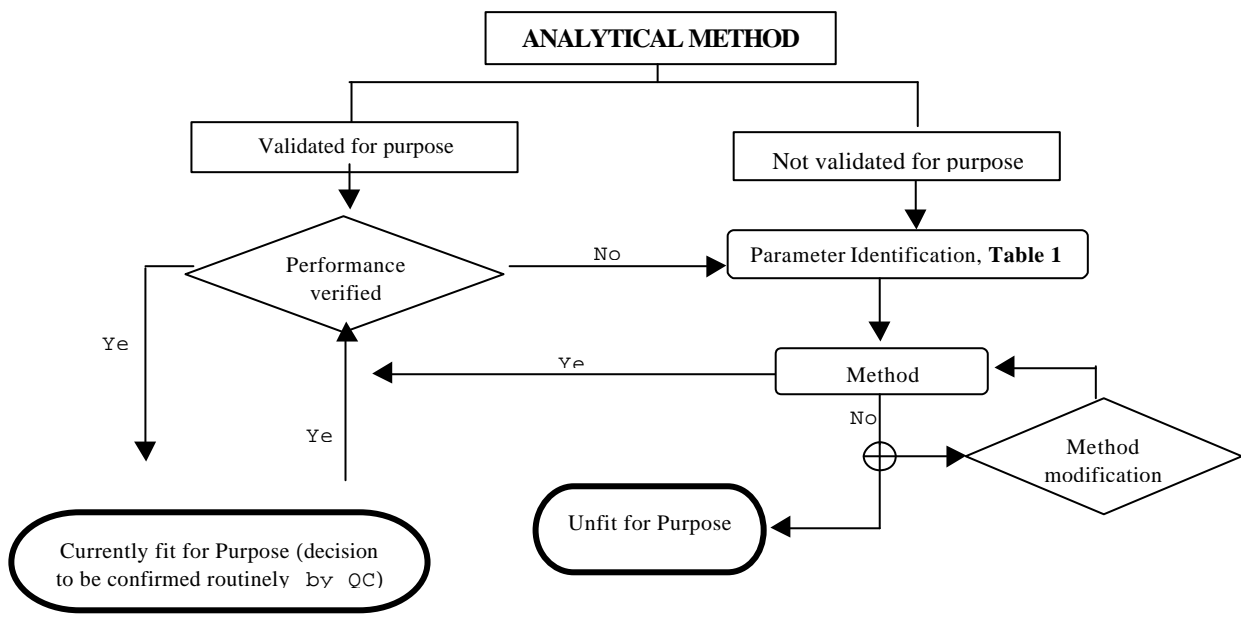 ANALYTICAL METHOD
Validated for purpose
Not validated for purpose
Performance
verified
No
Parameter Identification, Table 1
Ye
Ye
Method
No
Ye
Method
modification
Unfit for Purpose
Currently fit for Purpose (decision
to be confirmed routinely by QC)